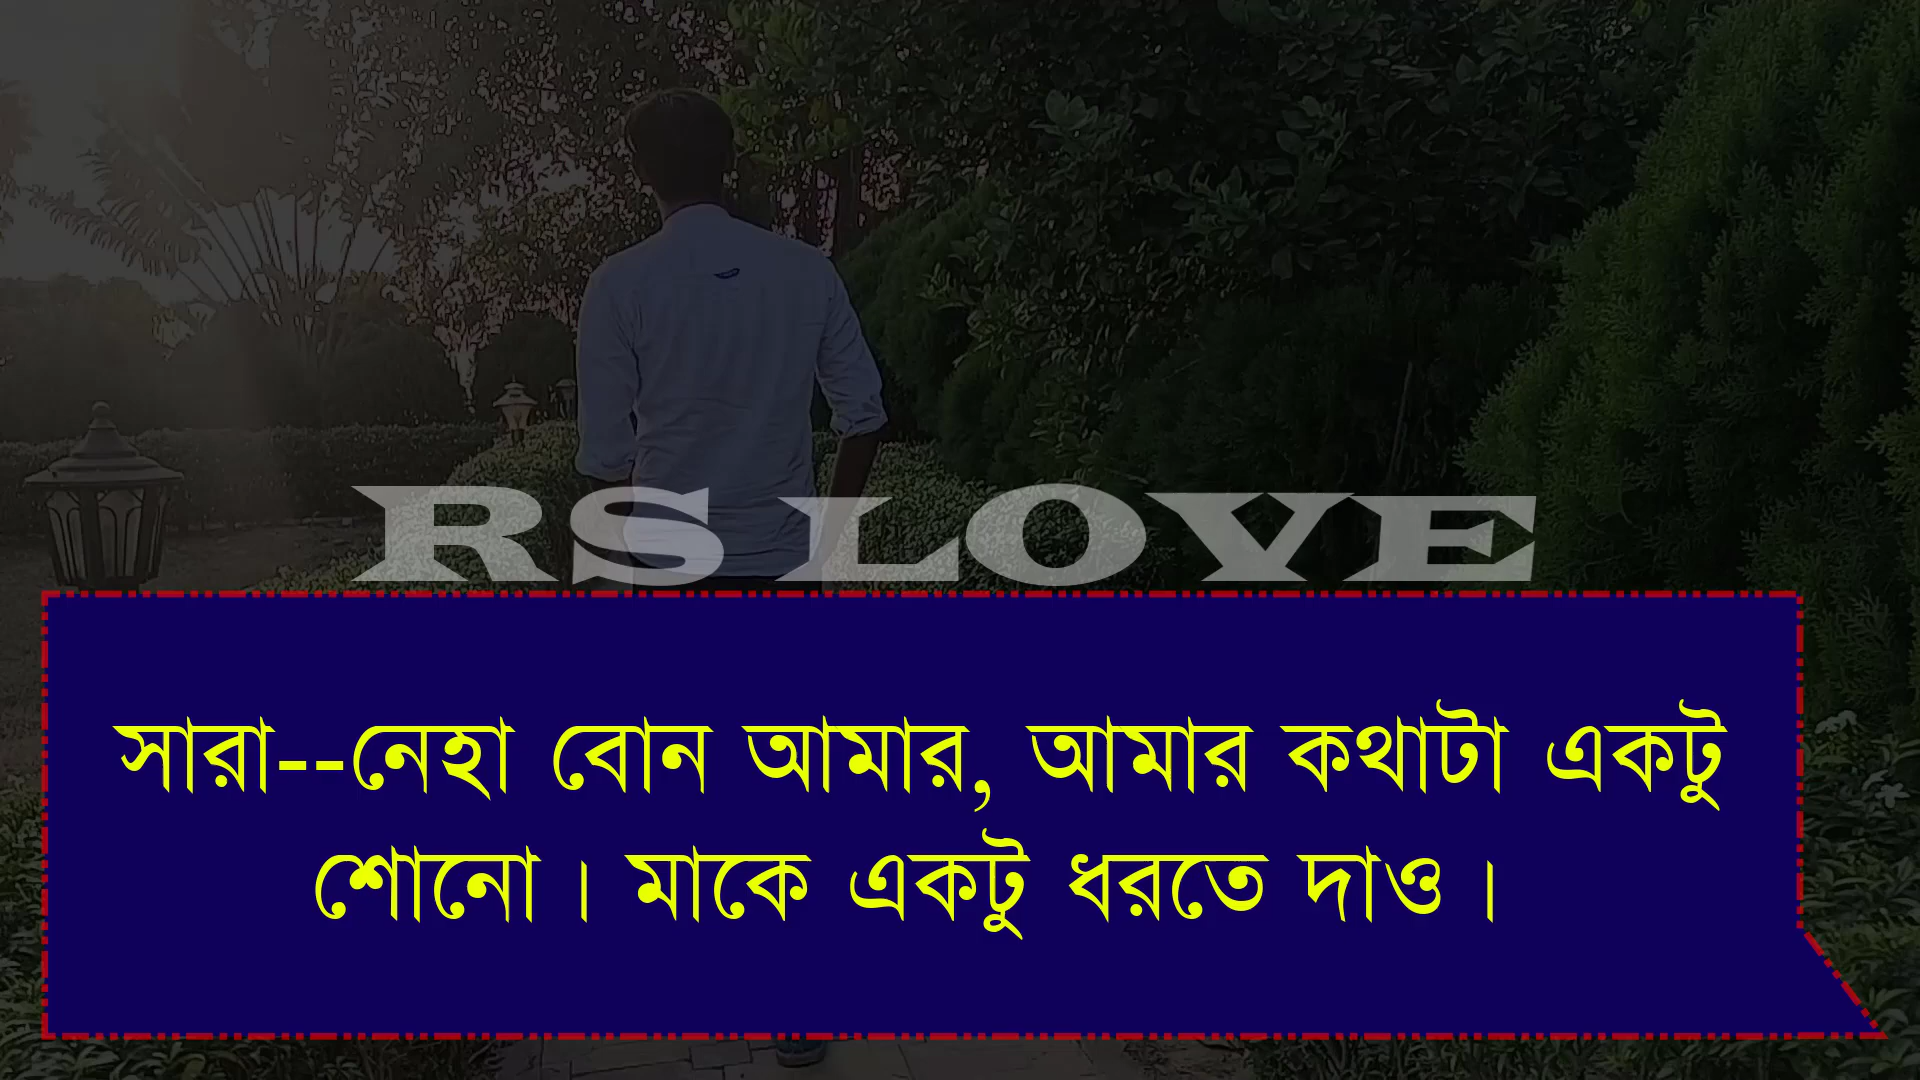 RS LOVE
সারা--নেহা বোন আমার, আমার কথাটা একটু
শোনো। মাকে একটু ধরতে দাও।